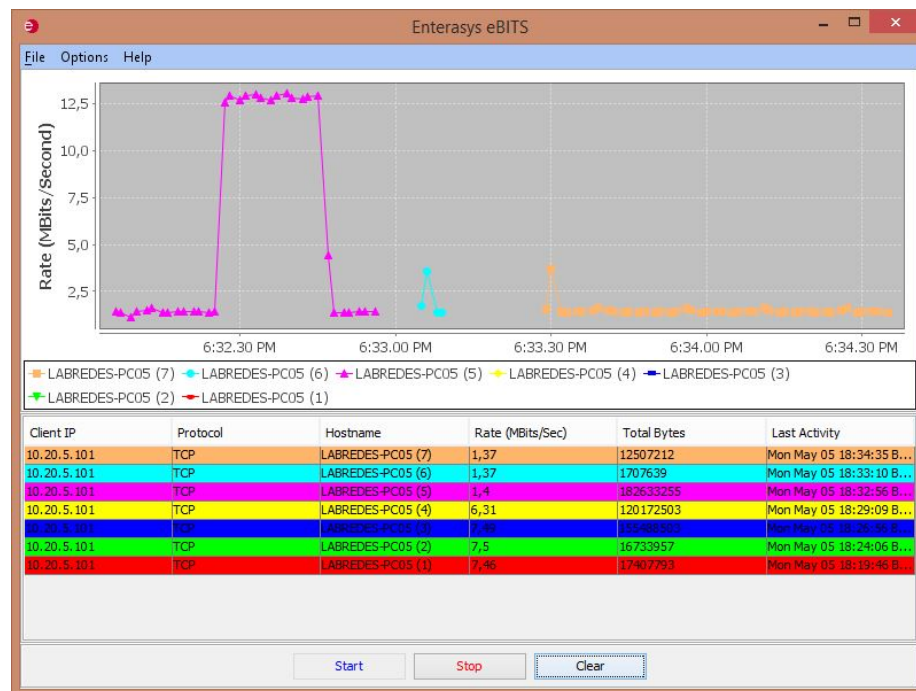 Enterasys eBITS
File Options Help
Rate (MBits/Second)
12,5
10,0
7,5
5,0
2,5
6:32.30 PM 6:33.00 PM 6:33.30 PM 6:34.00 PM 6:34.30 PM
LABREDES-PC05 (7) LABREDES-PC05 (6) LABREDES-PC05 (5) LABREDES-PC05 (4) LABREDES-PC05 (3)
LABREDES-PC05 (2) LABREDES-PC05 (1)
Client IP Protocol Hostname Rate (MBits/Sec) Total Bytes Last Activity
10.20.5.101 TCP LABREDES-PC05 (7) 1,37 12507212 Mon May 05 18:34:35 B...
10.20.5.101 TCP LABREDES-PC05 (6) 1,37 1707639 Mon May 05 18:33:10 B...
10.20.5.101 TCP LABREDES-PC05 (5) 1,4 182633255 Mon May 05 18:32:56 B...
10.20.5.101 TCP LABREDES-PC05 (4) 6,31 120172503 Mon May 05 18:29:09 B...
10.20.5.101 TCP LABREDES-PC05 (3) 7,49
10.20.5.101 TCP LABREDES-PC05 (2) 7,5 16733957 Mon May 05 18:24:06 B...
10.20.5.101 TCP LABREDES-PC05 (1) 7,46 17407793 Mon May 05 18:19:46 B...
Start Stop Clear